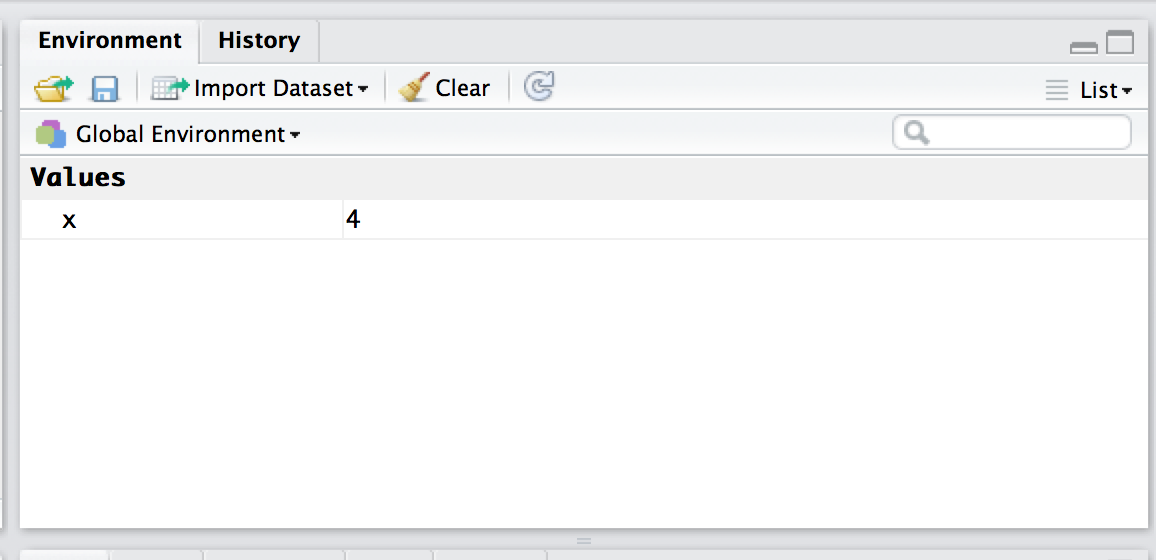 Environment History
Import Dataset Clear List
Global Environment
Values
x 4